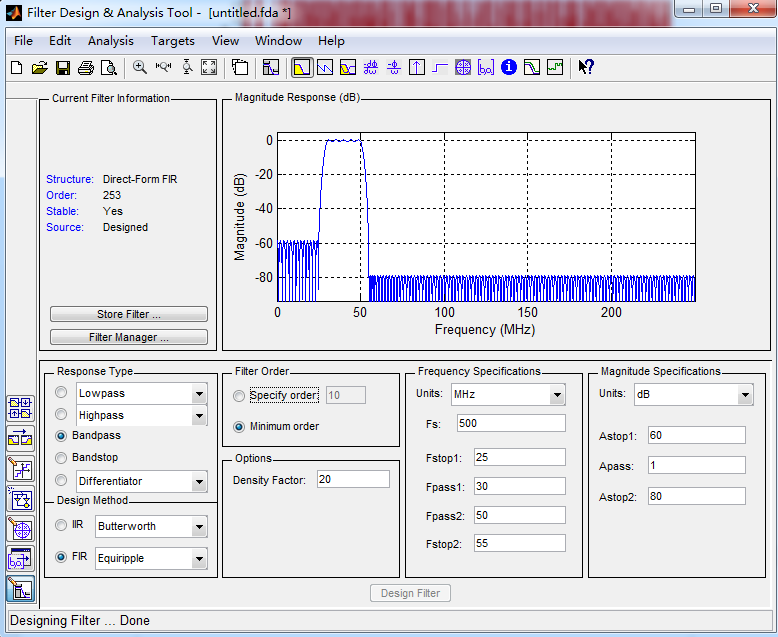 Filter Design & Analysis Tool - [untitled.fda *]
File Edit Analysis Targets View Window Help
Current Filter Information
Structure: Direct-Form FIR
Order: 253
Stable: Yes
Source: Designed
Store Filter ...
Filter Manager ...
Magnitude Response (dB)
Magnitude (dB)
0
-20
-40
-60
-80
0 50 100 150 200
Frequency (MHz)
Response Type
Lowpass
Highpass
Bandpass
Bandstop
Differentiator
Design Method
IIR Butterworth
FIR Equiripple
Filter Order
Specify order: 10
Minimum order
Options
Density Factor: 20
Frequency Specifications
Units: MHz
Fs: 500
Fstop1: 25
Fpass1: 30
Fpass2: 50
Fstop2: 55
Magnitude Specifications
Units: dB
Astop1: 60
Apass: 1
Astop2: 80
Design Filter
Designing Filter ... Done